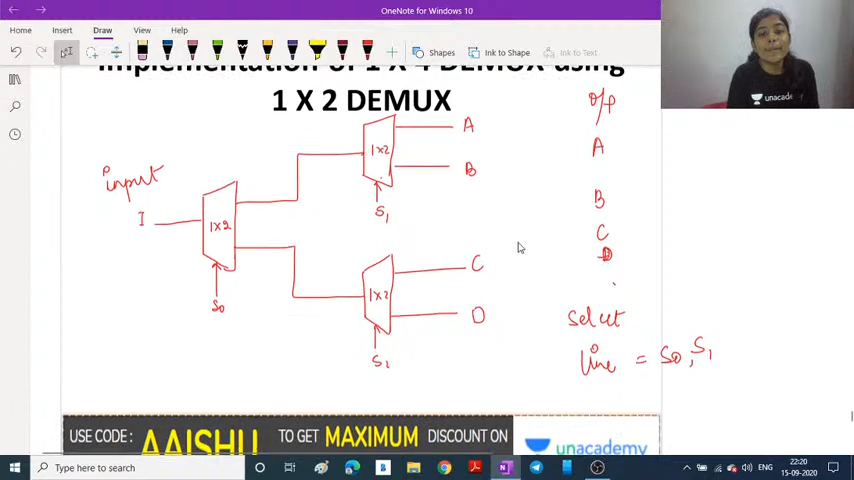 OneNote for Windows 10
Home Insert Draw View Help
Shapes Ink to Shape Ink to Text
Implementation of 1 X 4 DEMUX using
1 X 2 DEMUX
O/P
A
1x2
A
B
input
S1
I
1x2
B
C
D
S0
1x2
C
D
select
line = S0, S1
S1
USE CODE : AAISHU TO GET MAXIMUM DISCOUNT ON unacademy
unacademy
Type here to search
ENG
22:20
15-09-2020